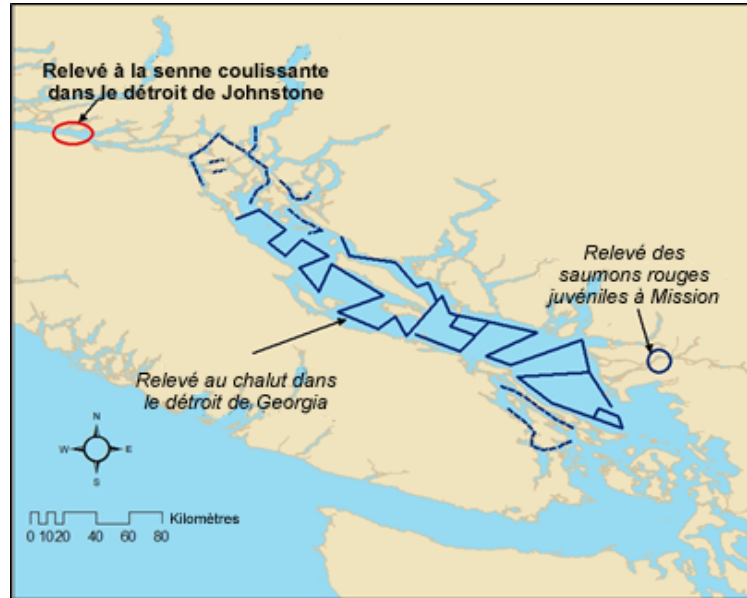 Relevé à la senne coulissante
dans le détroit de Johnstone
Relevé des
saumons rouges
juvéniles à Mission
Relevé au chalut dans
le détroit de Georgia
N
W
E
S
Kilomètres
0 10 20 40 60 80